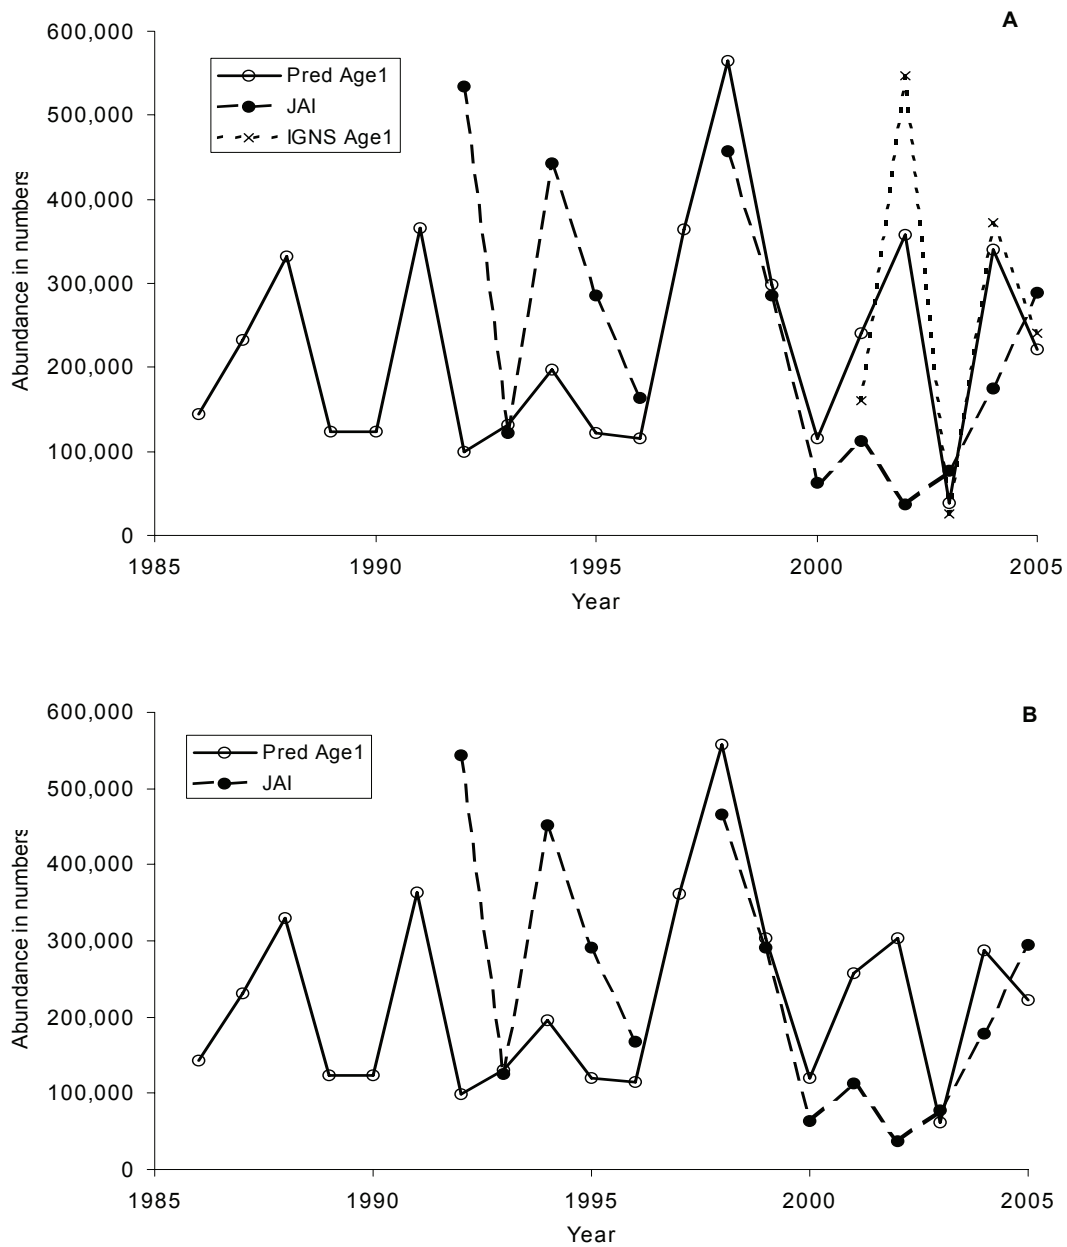 A
600,000
500,000
400,000
300,000
200,000
100,000
0
Abundance in numbers
Pred Age1
JAI
IGNS Age1
1985 1990 1995 2000 2005
Year
B
600,000
500,000
400,000
300,000
200,000
100,000
0
Abundance in numbers
Pred Age1
JAI
1985 1990 1995 2000 2005
Year